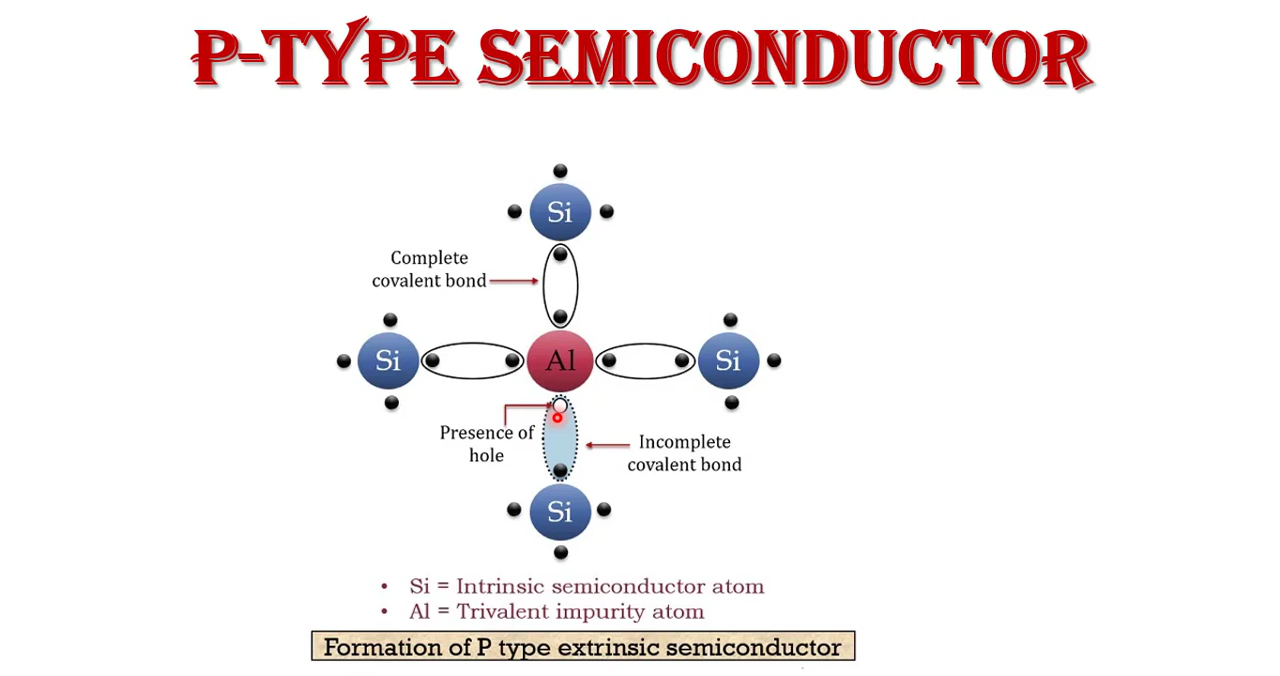 P-TYPE SEMICONDUCTOR
Si
Complete
covalent bond
Si
Al
Si
Presence of
hole
Incomplete
covalent bond
Si
• Si = Intrinsic semiconductor atom
• Al = Trivalent impurity atom
Formation of P type extrinsic semiconductor